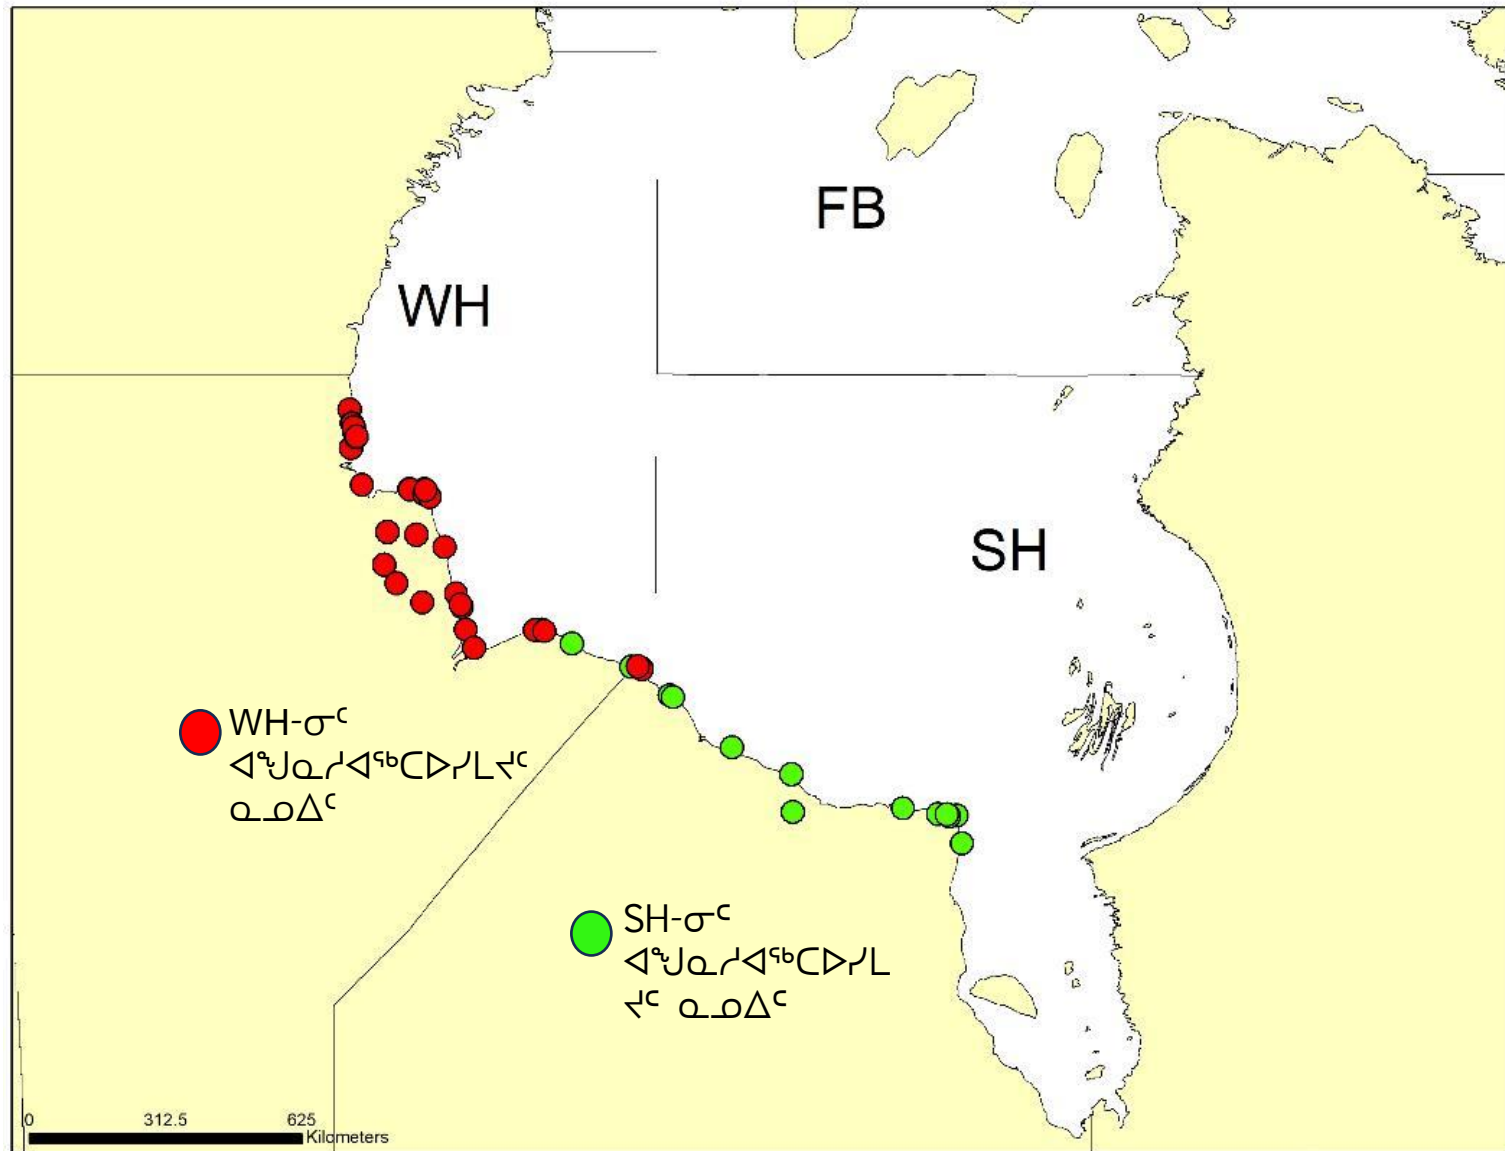 FB
WH
SH
WH-ᓂᑦ
ᐊᖑᓇᓱᐊᖅᑕᐅᓯᒪᔪᑦ
ᓇᓄᐃᑦ
SH-ᓂᑦ
ᐊᖑᓇᓱᐊᖅᑕᐅᓯᒪ
ᔪᑦ ᓇᓄᐃᑦ
0 312.5 625
Kilometers